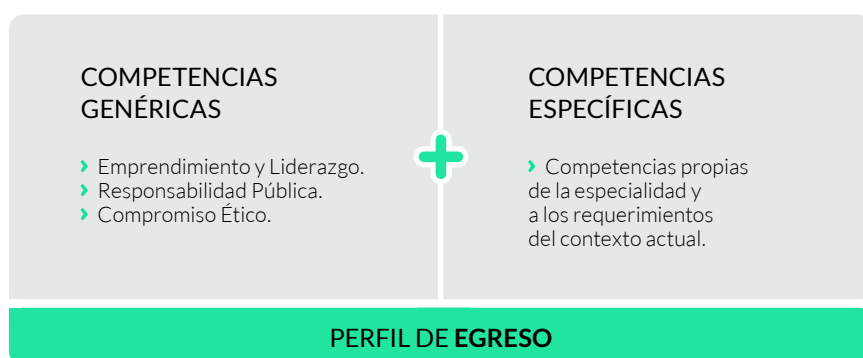 COMPETENCIAS
GENÉRICAS
Emprendimiento y Liderazgo.
Responsabilidad Pública.
Compromiso Ético.
COMPETENCIAS
ESPECÍFICAS
Competencias propias
de la especialidad y
a los requerimientos
del contexto actual.
PERFIL DE EGRESO